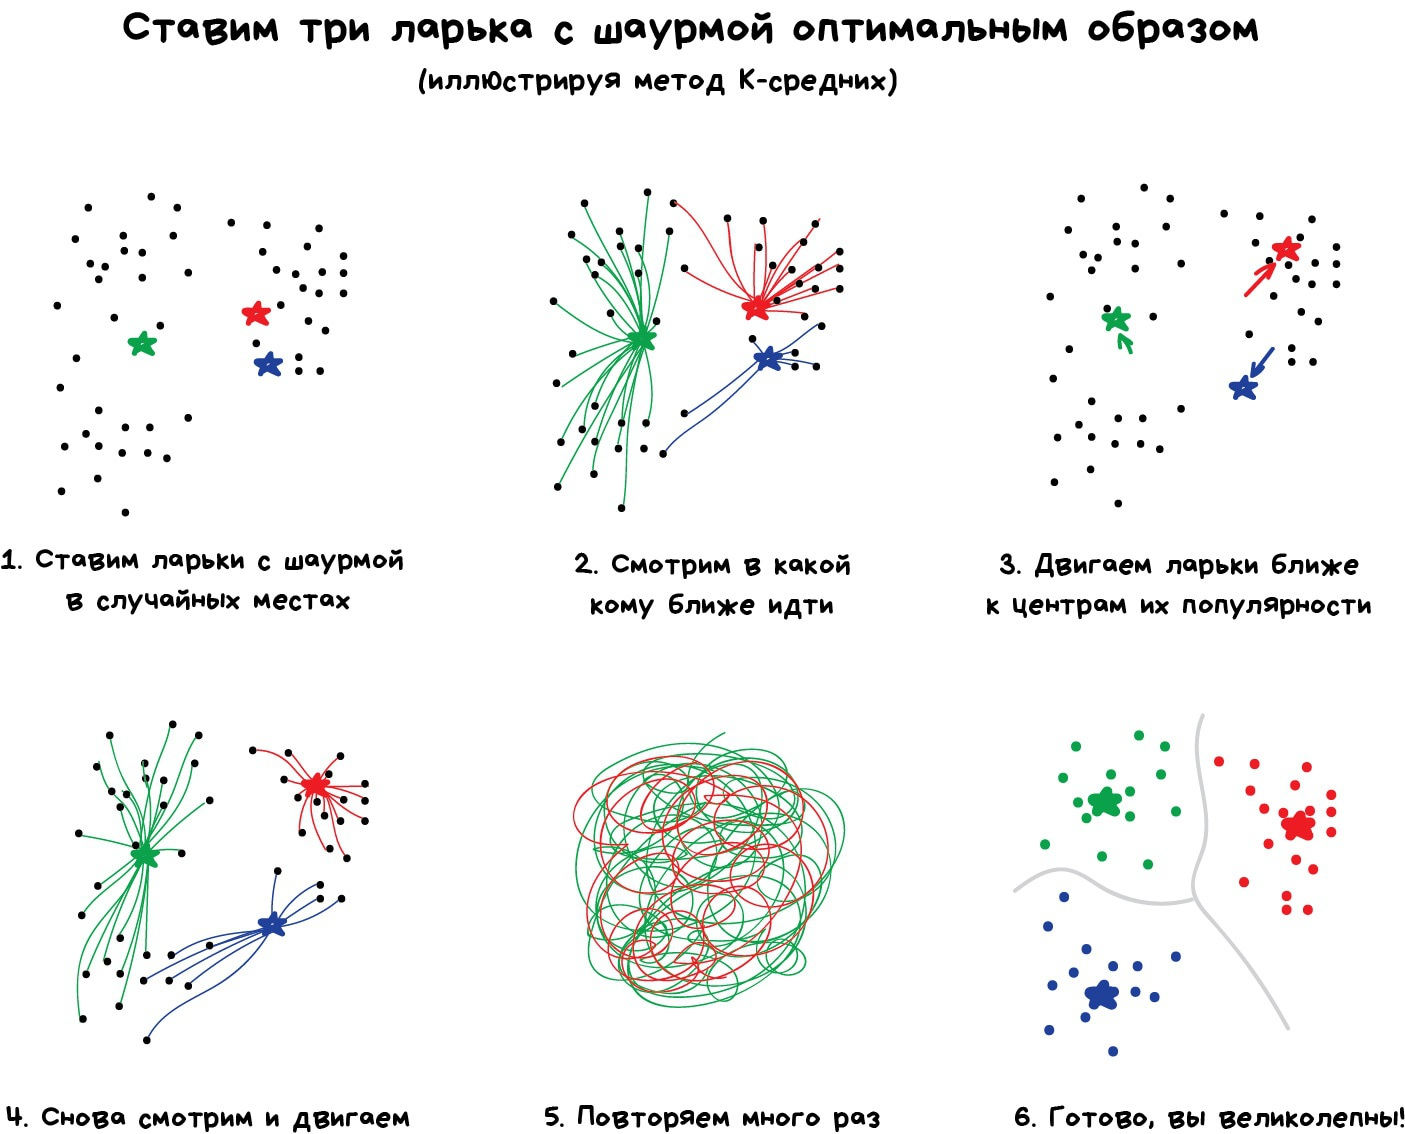 Ставим три ларька с шаурмой оптимальным образом
(иллюстрируя метод К-средних)
1. Ставим ларьки с шаурмой
в случайных местах
2. Смотрим в какой
кому ближе идти
3. Двигаем ларьки ближе
к центрам их популярности
4. Снова смотрим и двигаем
5. Повторяем много раз
6. Готово, вы великолепны!